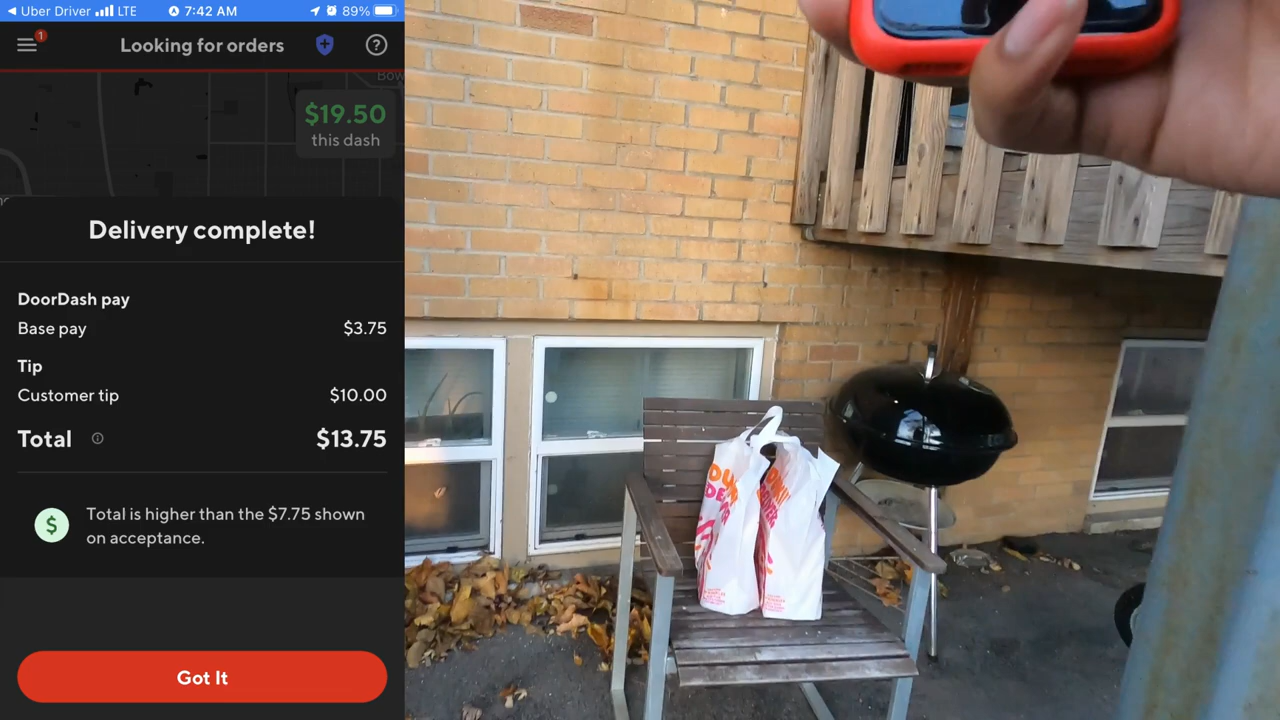 Uber Driver LTE 7:42 AM 89%
1
Looking for orders
?
Bow
$19.50
this dash
Delivery complete!
DoorDash pay
Base pay $3.75
Tip
Customer tip $10.00
Total $13.75
$
Total is higher than the $7.75 shown
on acceptance.
Got It